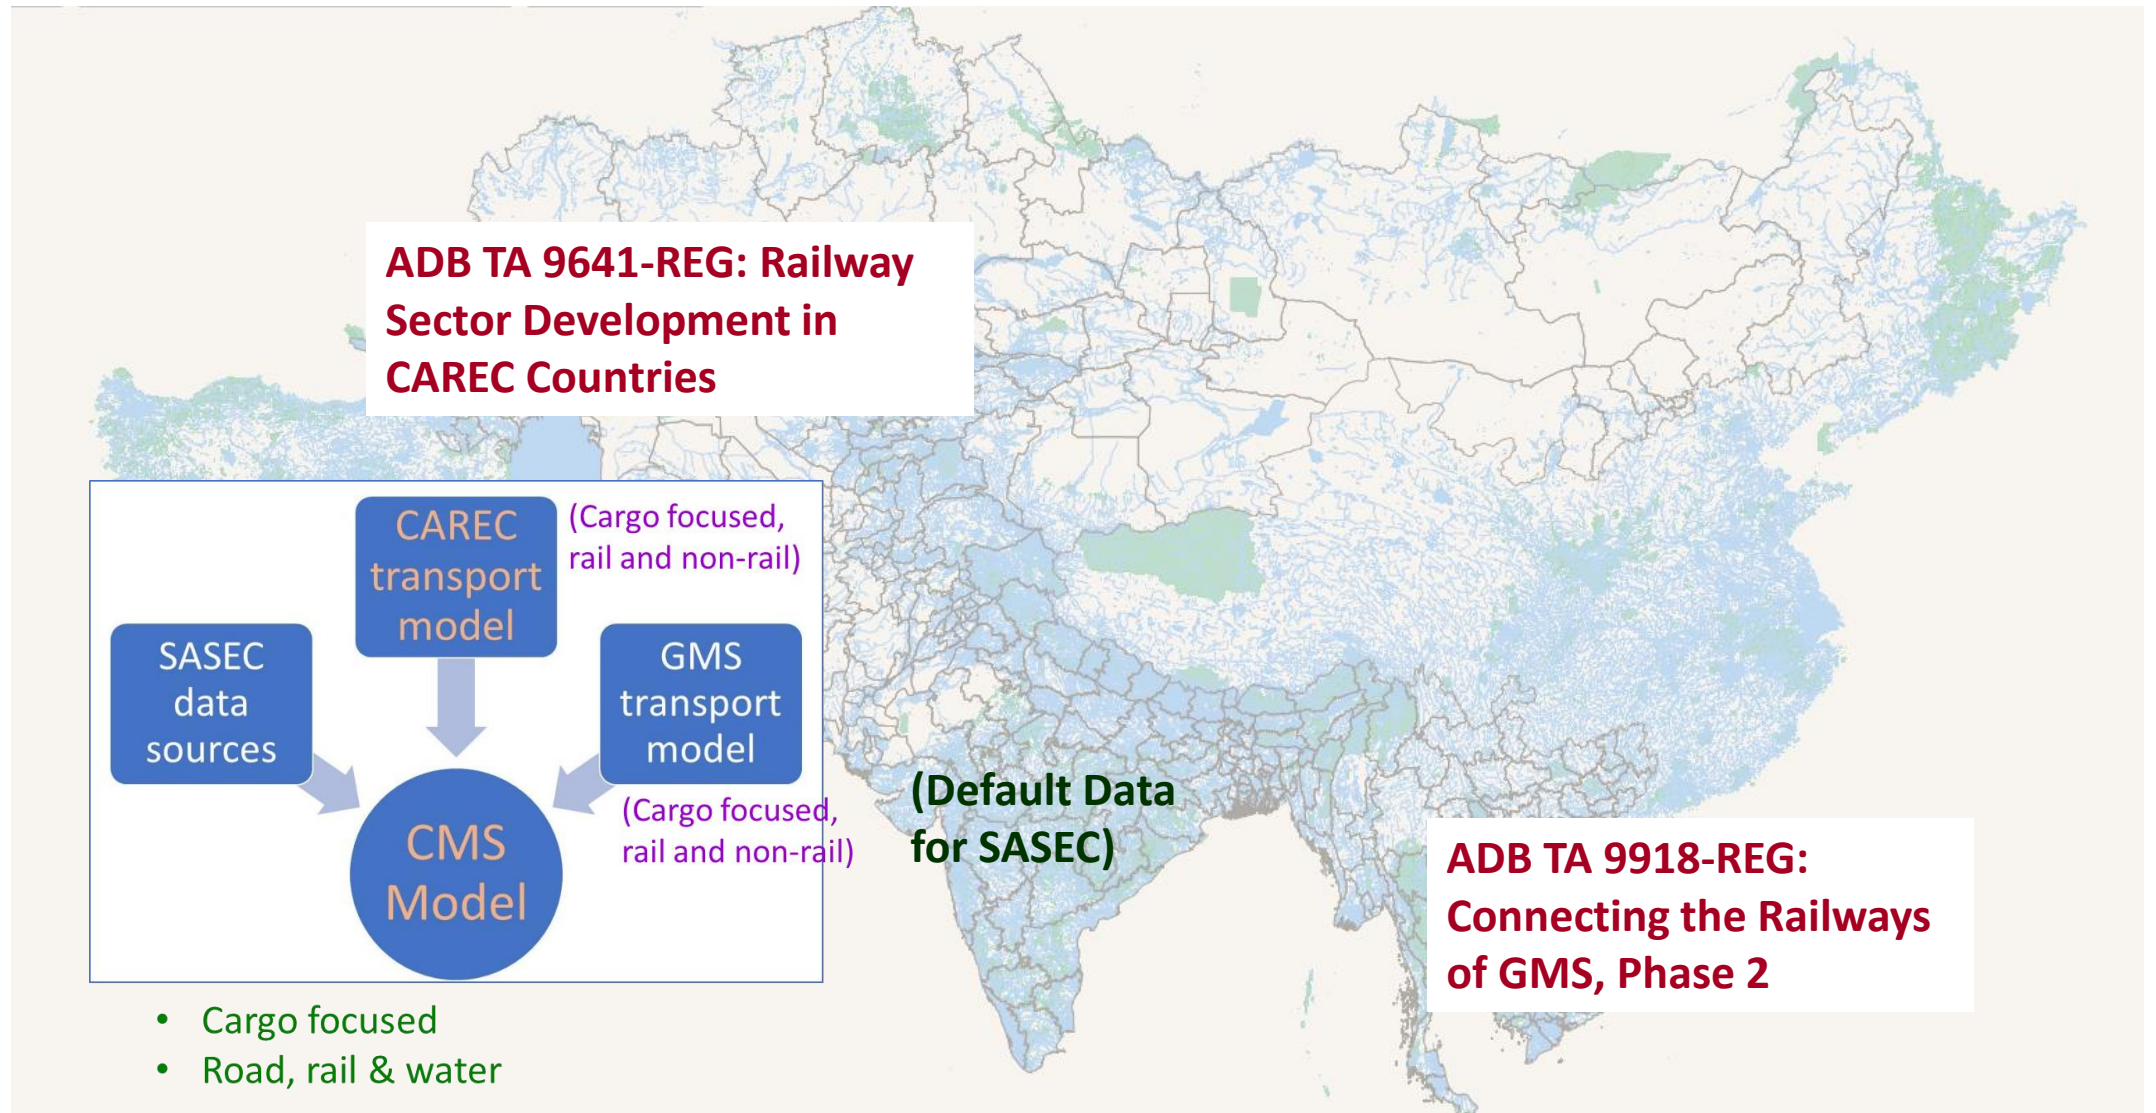 ADB TA 9641-REG: Railway
Sector Development in
CAREC Countries
CAREC
transport
model
(Cargo focused,
rail and non-rail)
SASEC
data
sources
GMS
transport
model
(Cargo focused,
rail and non-rail)
CMS
Model
(Default Data
for SASEC)
ADB TA 9918-REG:
Connecting the Railways
of GMS, Phase 2
• Cargo focused
• Road, rail & water